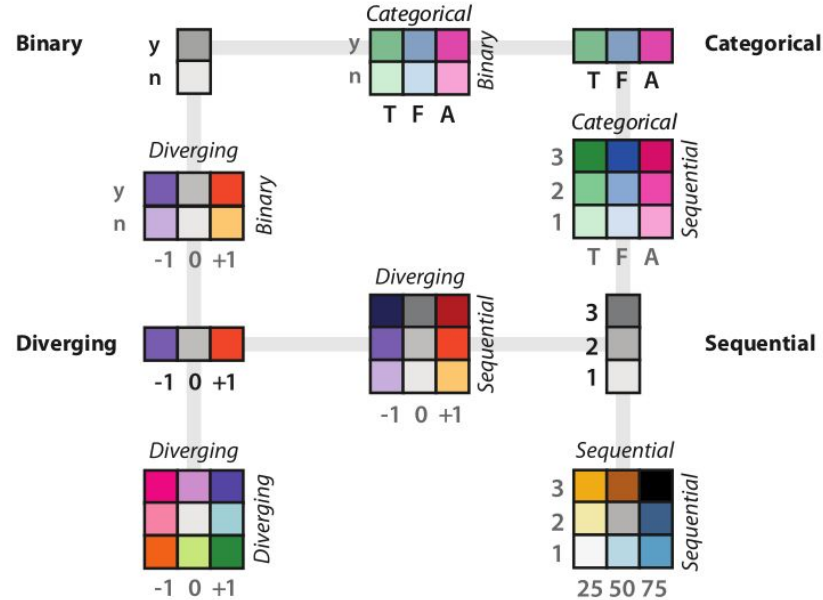 Categorical
Binary y y Binary Categorical
n n
T F A T F A
Categorical
Diverging 3 Sequential
y Binary 2
n 1
-1 0 +1 T F A
Diverging
3
Diverging Sequential 2 Sequential
-1 0 +1 1
-1 0 +1
Diverging Sequential
Diverging 3 Sequential
2
1
-1 0 +1 25 50 75